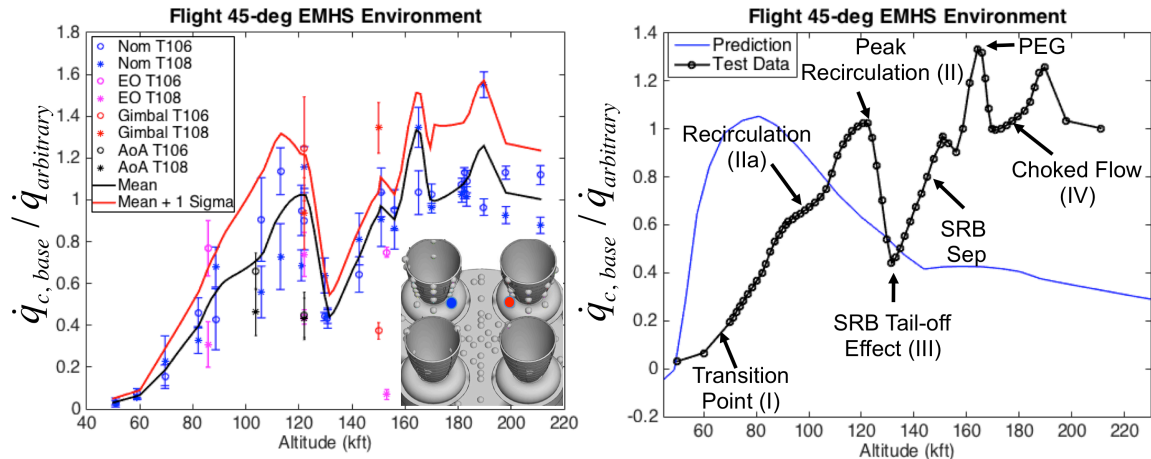 Flight 45-deg EMHS Environment
q̇c, base / q̇arbitrary
1.8
1.6
1.4
1.2
1
0.8
0.6
0.4
0.2
0
Nom T106
Nom T108
EO T106
EO T108
Gimbal T106
Gimbal T108
AoA T106
AoA T108
Mean
Mean + 1 Sigma
40 60 80 100 120 140 160 180 200 220
Altitude (kft)
Flight 45-deg EMHS Environment
q̇c, base / q̇arbitrary
1.4
1.2
1
0.8
0.6
0.4
0.2
0
-0.2
Prediction
Test Data
Peak
Recirculation (II)
PEG
Recirculation
(IIa)
Choked Flow
(IV)
SRB
Sep
SRB Tail-off
Effect (III)
Transition
Point (I)
60 80 100 120 140 160 180 200 220
Altitude (kft)